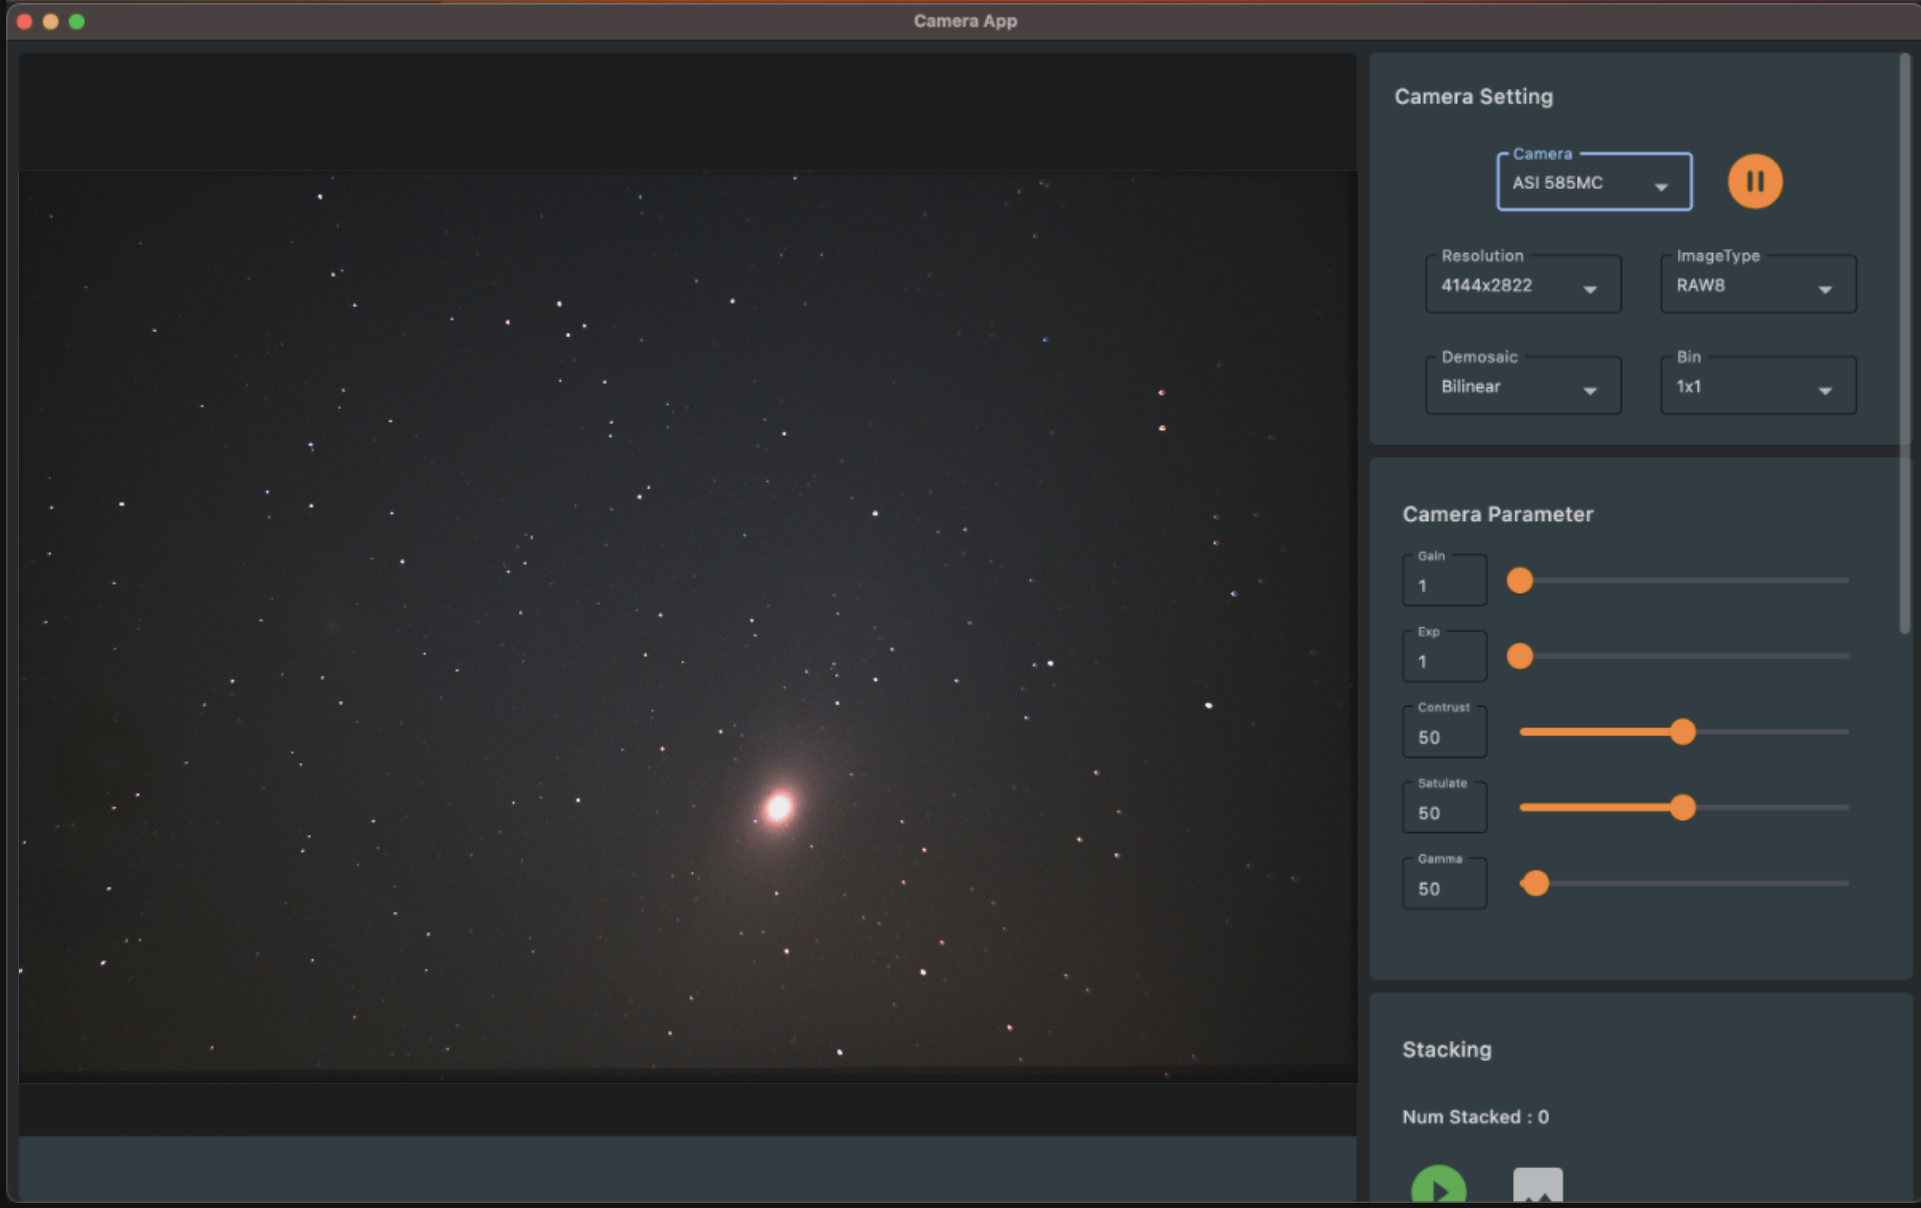 Camera App
Camera Setting
Camera
ASI 585MC
Resolution
4144x2822
ImageType
RAW8
Demosaic
Bilinear
Bin
1x1
Camera Parameter
Gain
1
Exp
1
Contrust
50
Satulate
50
Gamma
50
Stacking
Num Stacked : 0